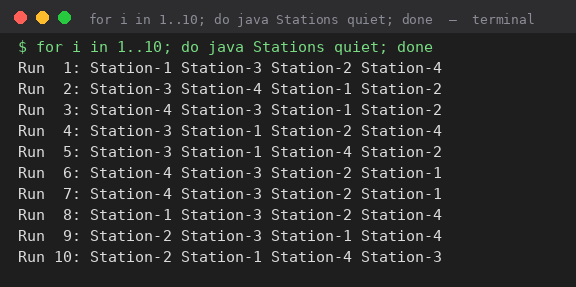 for i in 1..10; do java Stations quiet; done — terminal
$ for i in 1..10; do java Stations quiet; done
Run  1: Station-1 Station-3 Station-2 Station-4
Run  2: Station-3 Station-4 Station-1 Station-2
Run  3: Station-4 Station-3 Station-1 Station-2
Run  4: Station-3 Station-1 Station-2 Station-4
Run  5: Station-3 Station-1 Station-4 Station-2
Run  6: Station-4 Station-3 Station-2 Station-1
Run  7: Station-4 Station-3 Station-2 Station-1
Run  8: Station-1 Station-3 Station-2 Station-4
Run  9: Station-2 Station-3 Station-1 Station-4
Run 10: Station-2 Station-1 Station-4 Station-3